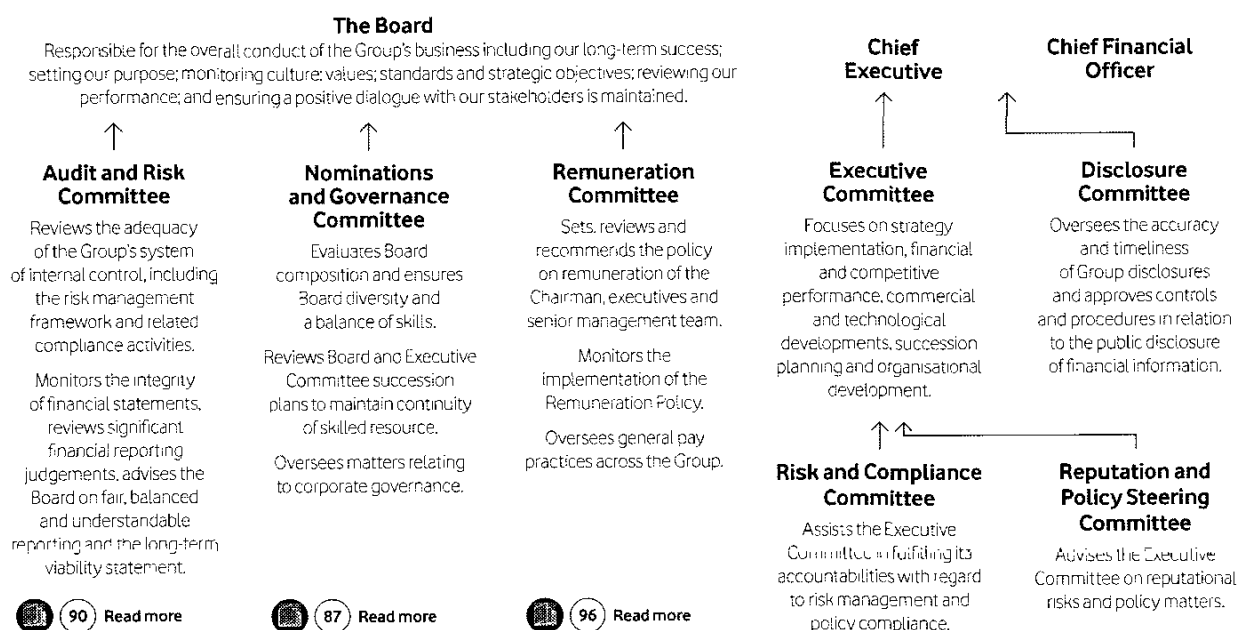 The Board
Responsible for the overall conduct of the Group's business including our long-term success;
setting our purpose; monitoring culture; values; standards and strategic objectives; reviewing our
performance; and ensuring a positive dialogue with our stakeholders is maintained.
Audit and Risk
Committee
Reviews the adequacy
of the Group's system
of internal control, including
the risk management
framework and related
compliance activities.
Monitors the integrity
of financial statements,
reviews significant
financial reporting
judgements, advises the
Board on fair, balanced
and understandable
reporting and the long-term
viability statement.
90 Read more
Nominations
and Governance
Committee
Evaluates Board
composition and ensures
Board diversity and
a balance of skills.
Reviews Board and Executive
Committee succession
plans to maintain continuity
of skilled resource.
Oversees matters relating
to corporate governance.
87 Read more
Remuneration
Committee
Sets, reviews and
recommends the policy
on remuneration of the
Chairman, executives and
senior management team.
Monitors the
implementation of the
Remuneration Policy.
Oversees general pay
practices across the Group.
96 Read more
Chief
Executive
Chief Financial
Officer
Executive
Committee
Focuses on strategy
implementation, financial
and competitive
performance, commercial
and technological
developments, succession
planning and organisational
development.
Disclosure
Committee
Oversees the accuracy
and timeliness
of Group disclosures
and approves controls
and procedures in relation
to the public disclosure
of financial information.
Risk and Compliance
Committee
Assists the Executive
Committee in fulfilling its
accountabilities with regard
to risk management and
policy compliance.
Reputation and
Policy Steering
Committee
Advises the Executive
Committee on reputational
risks and policy matters.